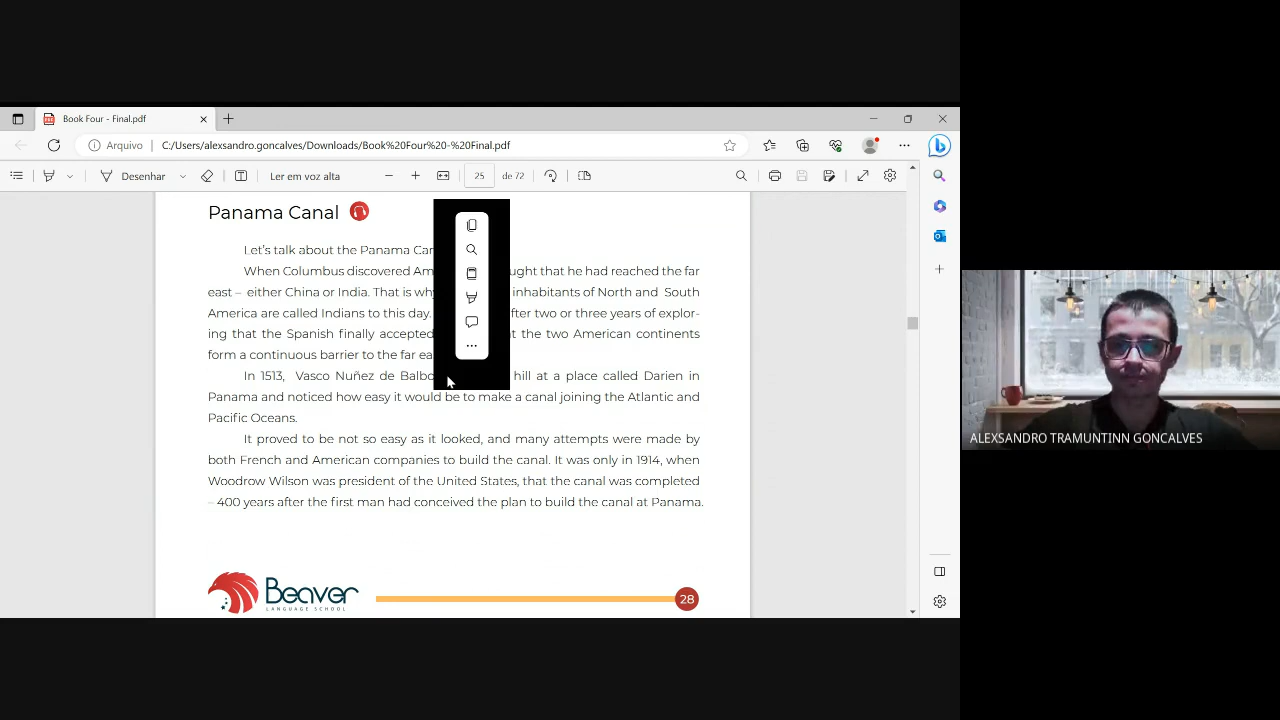 Book Four - Final.pdf
Arquivo C:/Users/alexsandro.goncalves/Downloads/Book%20Four%20-%20Final.pdf
Desenhar Ler em voz alta 25 de 72
Panama Canal
Let's talk about the Panama
When Columbus discovered that he had reached the far
east – either China or India. That is inhabitants of North and South
America are called Indians to this day. two or three years of explor-
ing that the Spanish finally accepted the two American continents
form a continuous barrier to the far
In 1513, Vasco Nuñez de hill at a place called Darien in
Panama and noticed how easy it would be to make a canal joining the Atlantic and
Pacific Oceans.
It proved to be not so easy as it looked, and many attempts were made by
both French and American companies to build the canal. It was only in 1914, when
Woodrow Wilson was president of the United States, that the canal was completed
– 400 years after the first man had conceived the plan to build the canal at Panama.
Beaver
LANGUAGE SCHOOL
28
ALEXSANDRO TRAMUNTINN GONCALVES